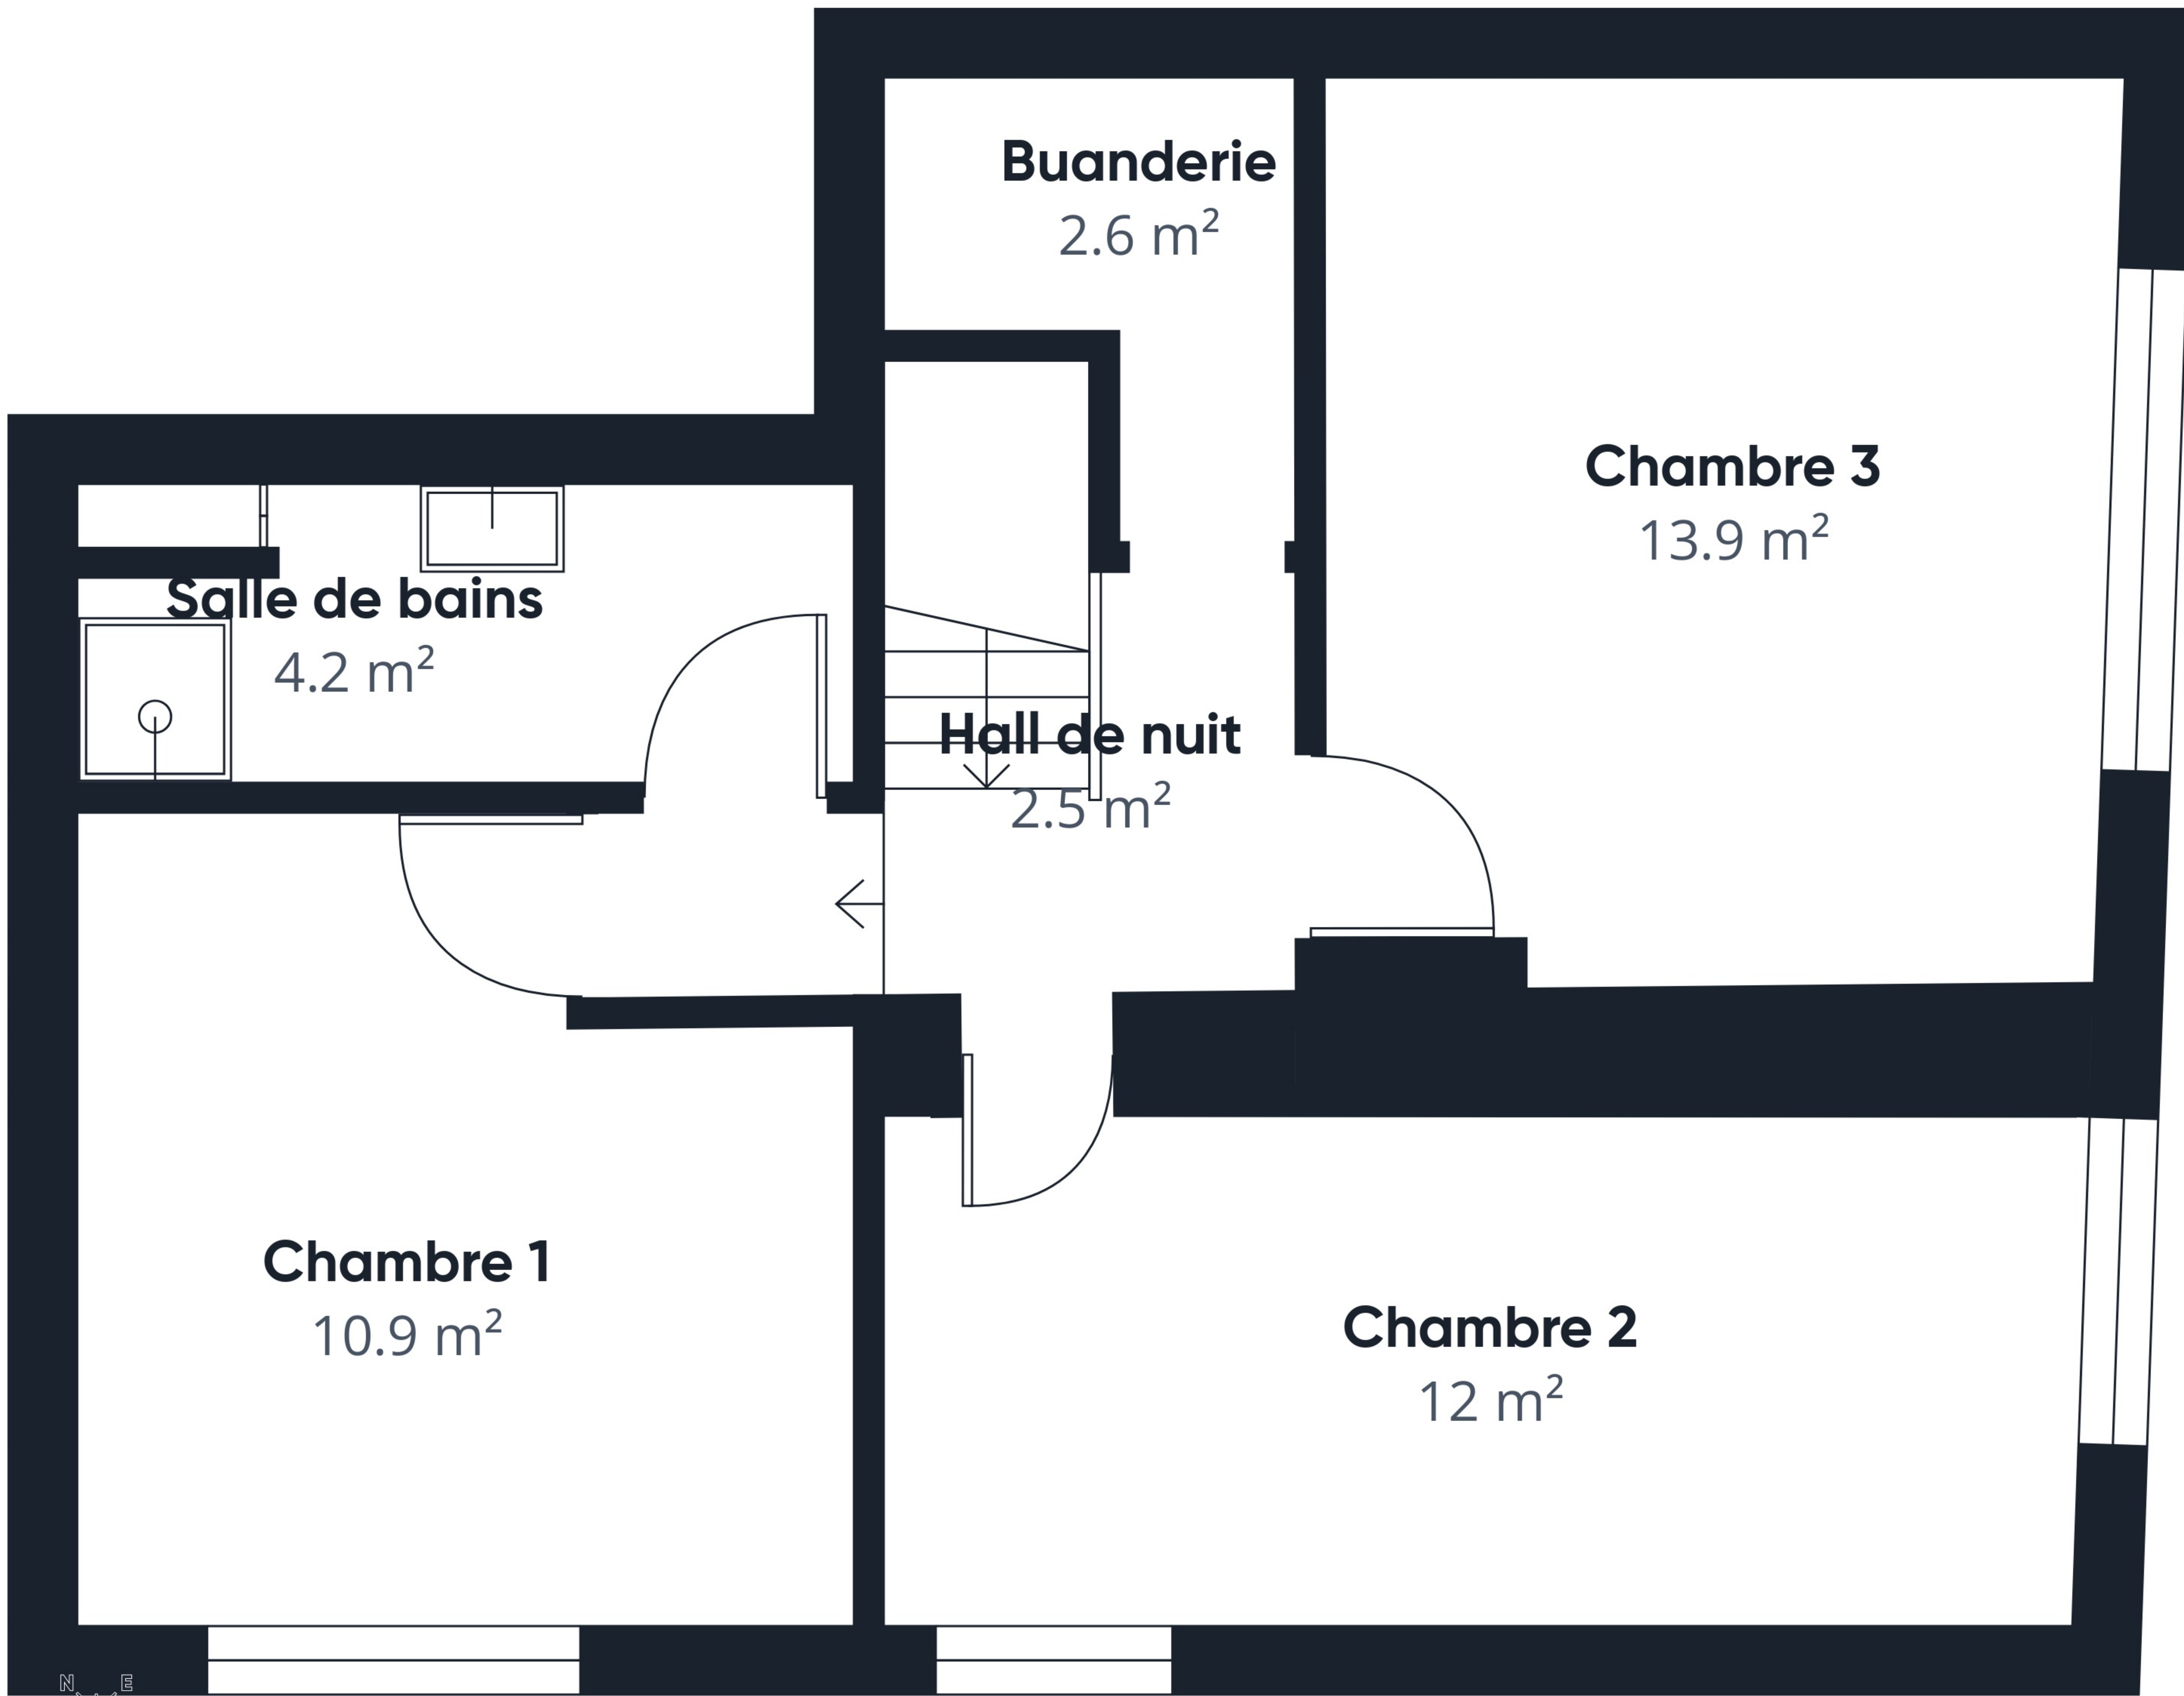 Buanderie
2.6 m²
Chambre 3
13.9 m²
Salle de bains
4.2 m²
Hall de nuit
2.5 m²
Chambre 1
10.9 m²
Chambre 2
12 m²
N E